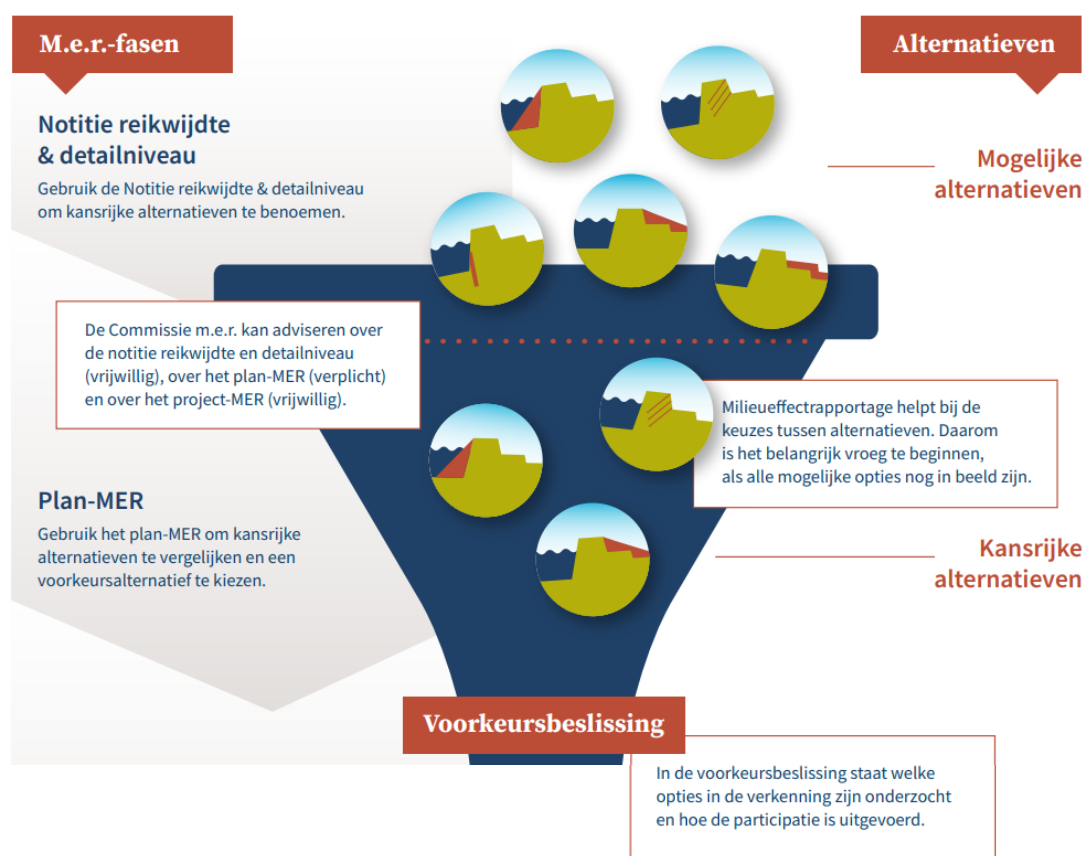 M.e.r.-fasen
Alternatieven
Notitie reikwijdte
& detailniveau
Gebruik de Notitie reikwijdte & detailniveau
om kansrijke alternatieven te benoemen.
Mogelijke
alternatieven
De Commissie m.e.r. kan adviseren over
de notitie reikwijdte en detailniveau
(vrijwillig), over het plan-MER (verplicht)
en over het project-MER (vrijwillig).
Milieueffectrapportage helpt bij de
keuzes tussen alternatieven. Daarom
is het belangrijk vroeg te beginnen,
als alle mogelijke opties nog in beeld zijn.
Plan-MER
Gebruik het plan-MER om kansrijke
alternatieven te vergelijken en een
voorkeursalternatief te kiezen.
Kansrijke
alternatieven
Voorkeursbeslissing
In de voorkeursbeslissing staat welke
opties in de verkenning zijn onderzocht
en hoe de participatie is uitgevoerd.